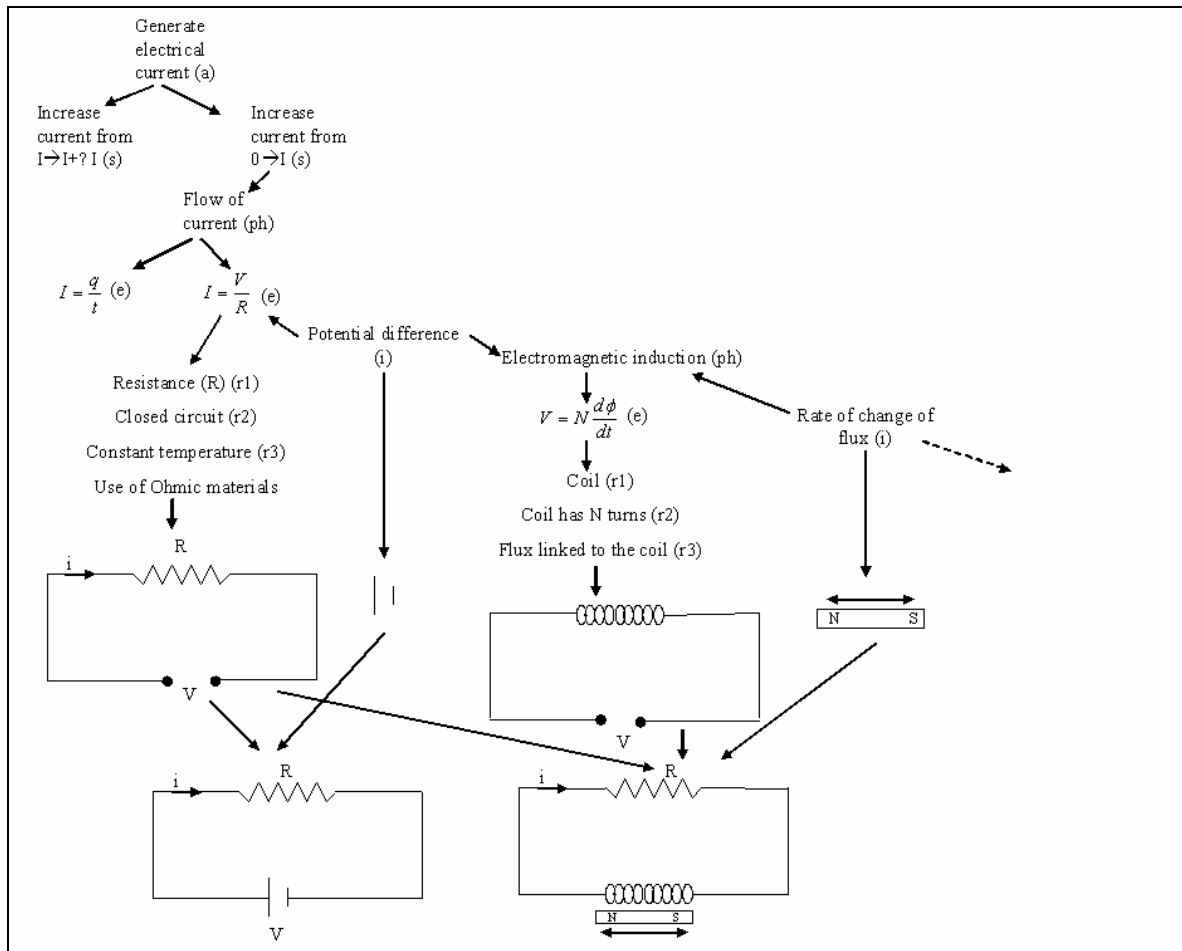 Generate
electrical
current (a)
Increase
current from
I→I+? I (s)
Increase
current from
0→I (s)
Flow of
current (ph)
I = q/t (e)
I = V/R (e)
Potential difference
(i)
Electromagnetic induction (ph)
Resistance (R) (r1)
Closed circuit (r2)
Constant temperature (r3)
Use of Ohmic materials
V = N dϕ/dt (e)
Rate of change of
flux (i)
Coil (r1)
Coil has N turns (r2)
Flux linked to the coil (r3)
R
i
V
N S
V
R
i
V
R
i
N S